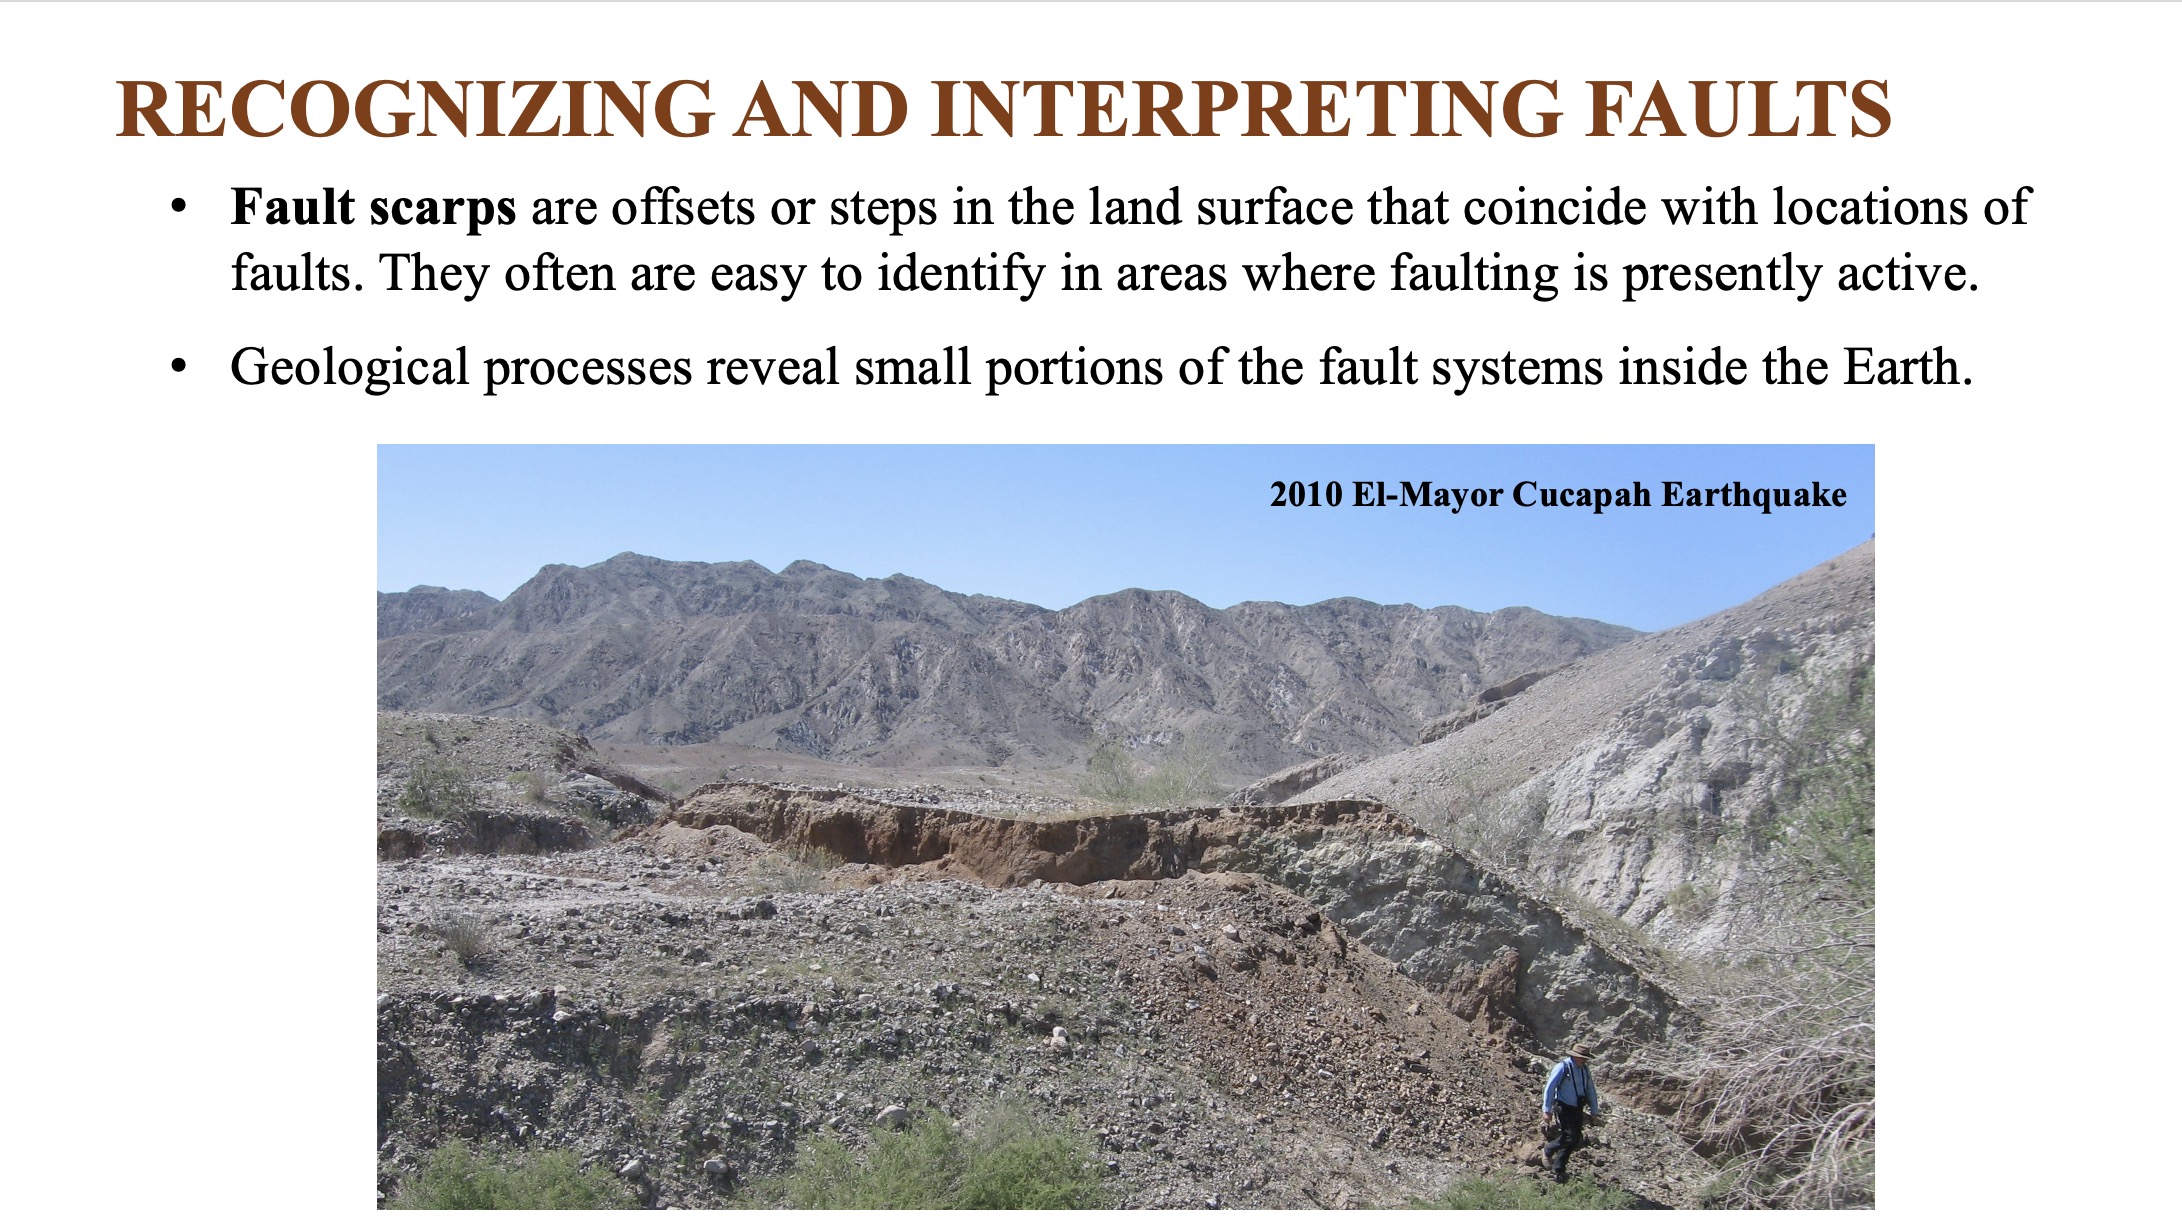 RECOGNIZING AND INTERPRETING FAULTS
• Fault scarps are offsets or steps in the land surface that coincide with locations of
faults. They often are easy to identify in areas where faulting is presently active.
• Geological processes reveal small portions of the fault systems inside the Earth.
2010 El-Mayor Cucapah Earthquake